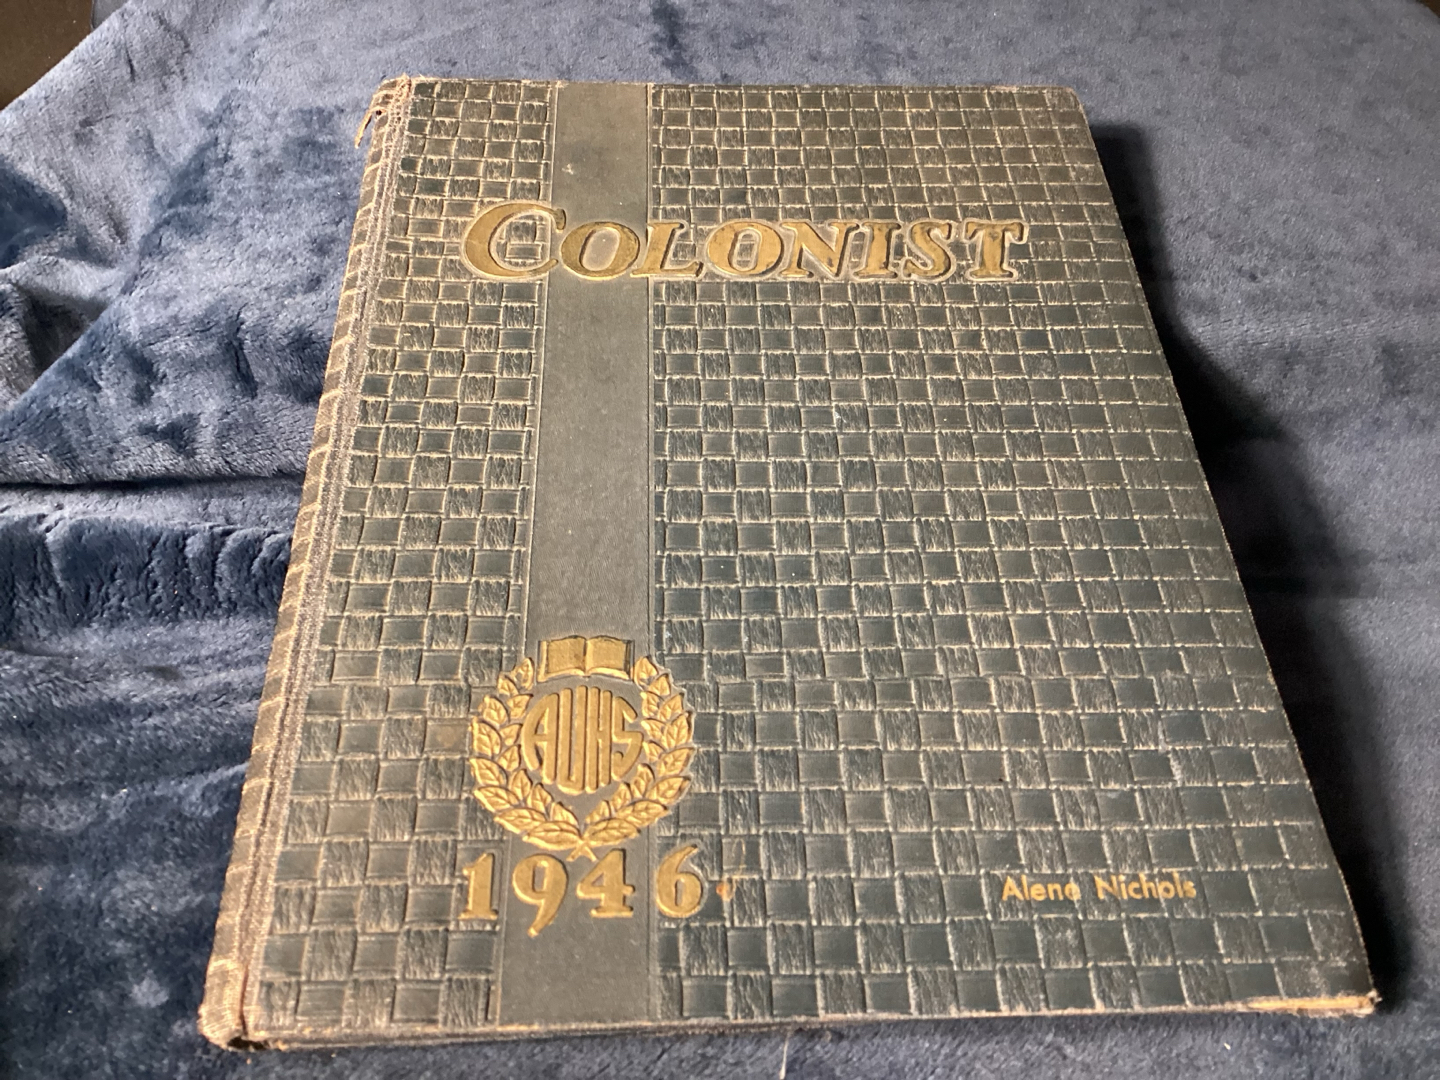 COLONIST
AUHS
1946
Alene Nichols